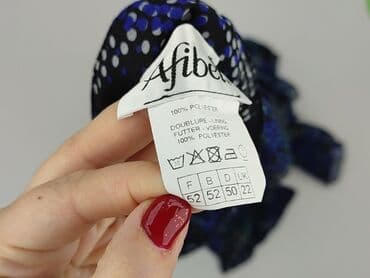 Afibel
100% POLYESTER
DOUBLURE - LINING
FUTTER - VOERING
100% POLYESTER
F B D UK
52 52 50 22